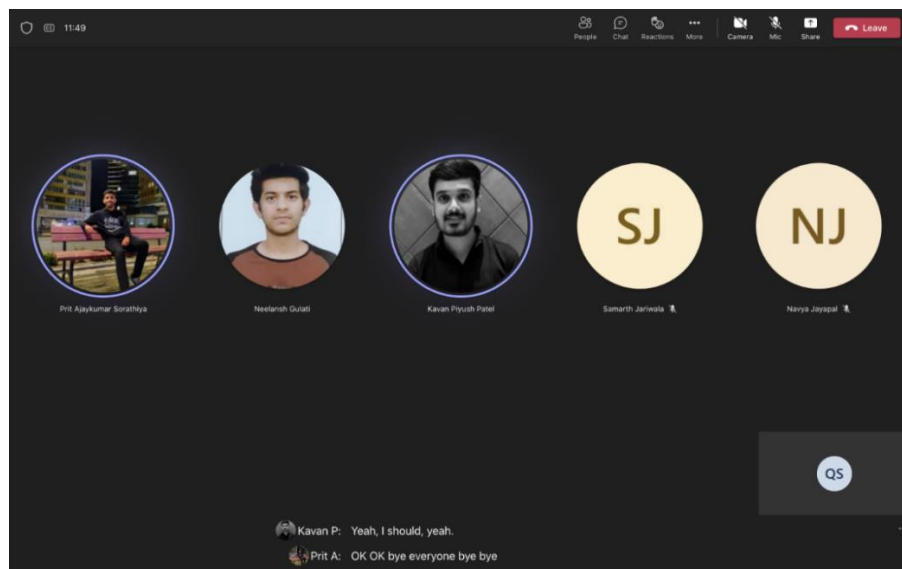 CC 11:49
People Chat Reactions More Camera Mic Share Leave
SJ NJ
Prit Ajaykumar Sorathiya Neelansh Gulati Kavan Piyush Patel Samarth Jariwala Navya Jayapal
QS
Kavan P: Yeah, I should, yeah.
Prit A: OK OK bye everyone bye bye